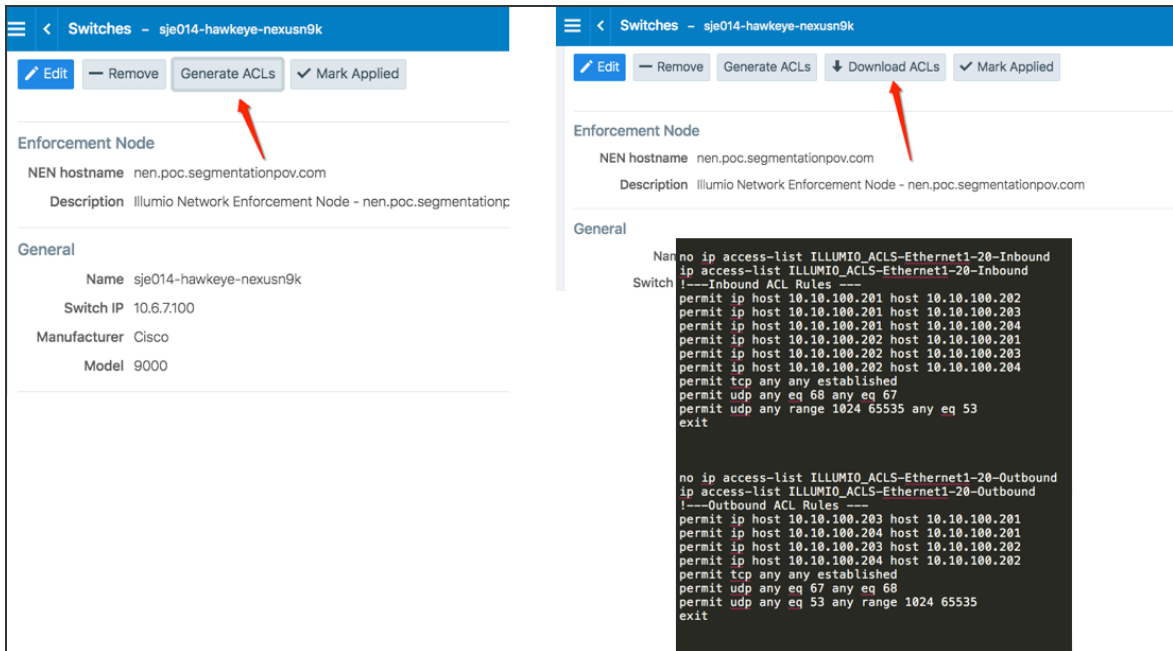 Switches – sje014-hawkeye-nexusn9k
Edit
Remove
Generate ACLs
Mark Applied
Enforcement Node
NEN hostname nen.poc.segmentationpov.com
Description Illumio Network Enforcement Node - nen.poc.segmentationp
General
Name sje014-hawkeye-nexusn9k
Switch IP 10.6.7.100
Manufacturer Cisco
Model 9000
Switches – sje014-hawkeye-nexusn9k
Edit
Remove
Generate ACLs
Download ACLs
Mark Applied
Enforcement Node
NEN hostname nen.poc.segmentationpov.com
Description Illumio Network Enforcement Node - nen.poc.segmentationpov.com
General
Nan
Switch
no ip access-list ILLUMIO_ACLS-Ethernet1-20-Inbound
ip access-list ILLUMIO_ACLS-Ethernet1-20-Inbound
!---Inbound ACL Rules ---
permit ip host 10.10.100.201 host 10.10.100.202
permit ip host 10.10.100.201 host 10.10.100.203
permit ip host 10.10.100.201 host 10.10.100.204
permit ip host 10.10.100.202 host 10.10.100.201
permit ip host 10.10.100.202 host 10.10.100.203
permit ip host 10.10.100.202 host 10.10.100.204
permit tcp any any established
permit udp any eq 68 any eq 67
permit udp any range 1024 65535 any eq 53
exit
no ip access-list ILLUMIO_ACLS-Ethernet1-20-Outbound
ip access-list ILLUMIO_ACLS-Ethernet1-20-Outbound
!---Outbound ACL Rules ---
permit ip host 10.10.100.203 host 10.10.100.201
permit ip host 10.10.100.204 host 10.10.100.201
permit ip host 10.10.100.203 host 10.10.100.202
permit ip host 10.10.100.204 host 10.10.100.202
permit tcp any any established
permit udp any eq 67 any eq 68
permit udp any eq 53 any range 1024 65535
exit